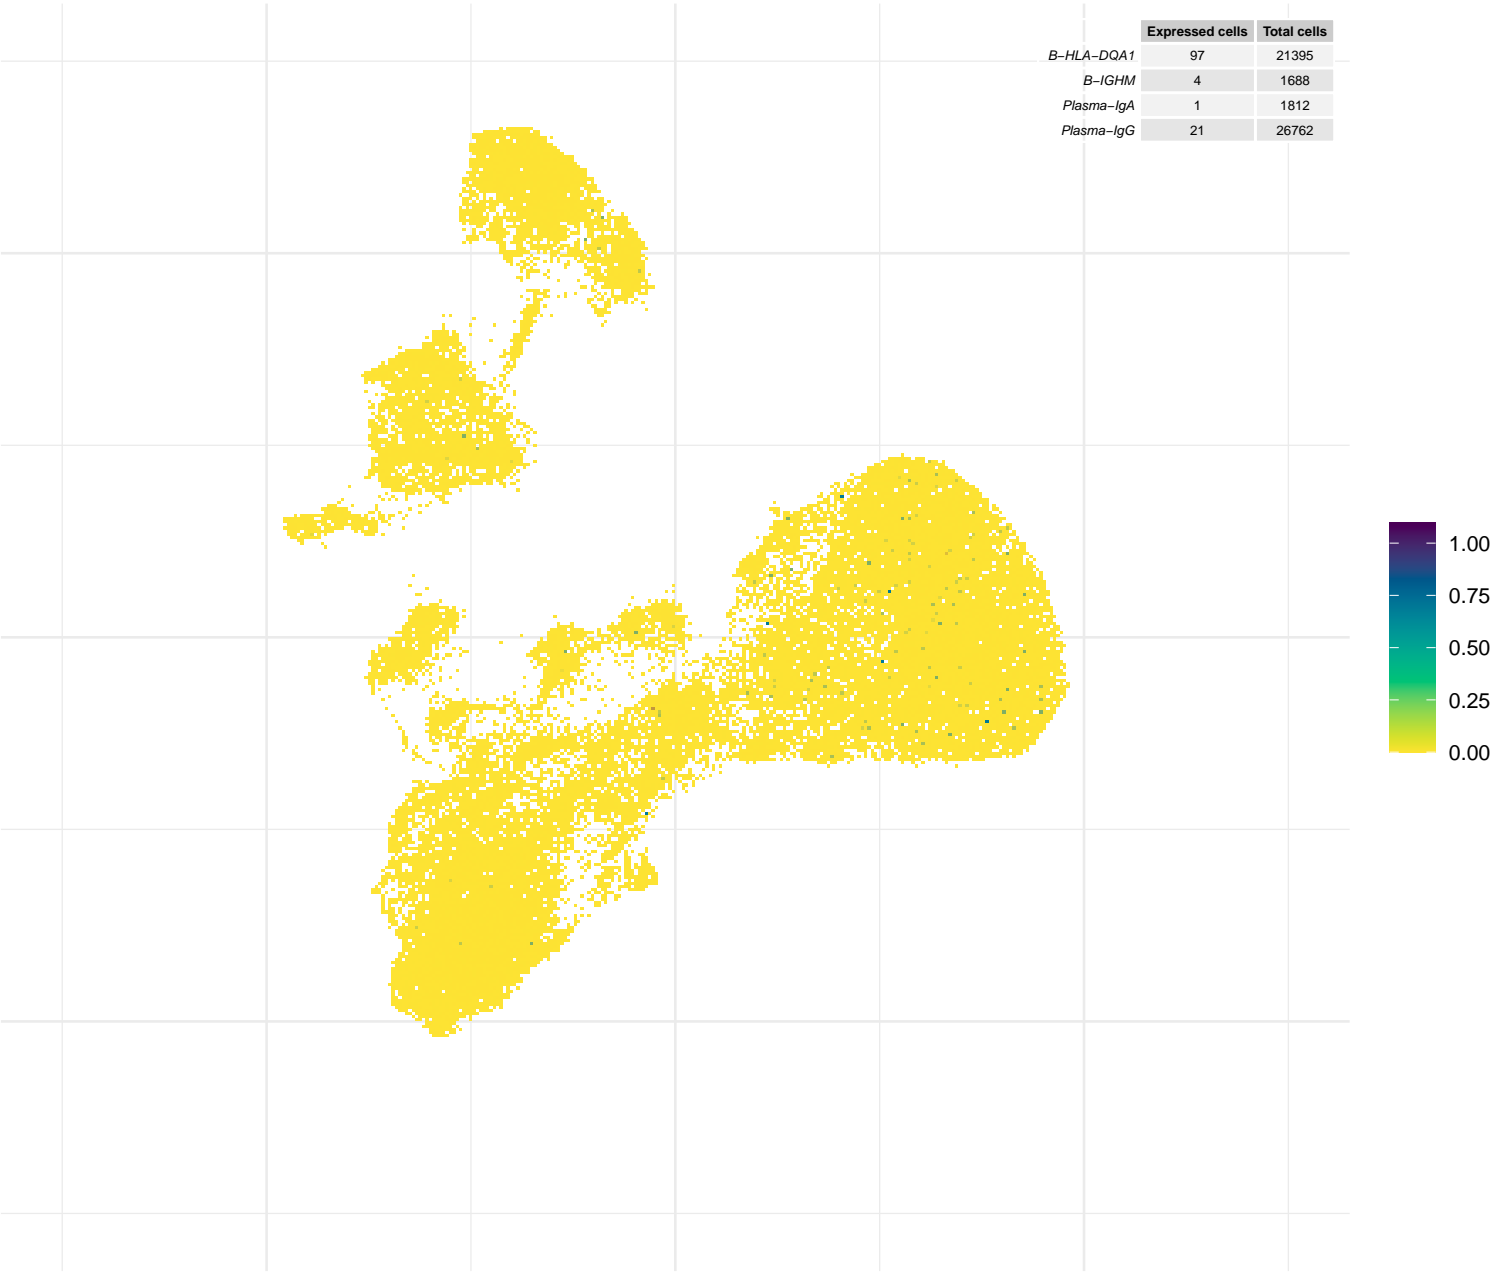 Expressed cells Total cells
B−HLA−DQA1 97 21395
B−IGHM 4 1688
Plasma−IgA 1 1812
Plasma−IgG 21 26762
1.00
0.75
0.50
0.25
0.00